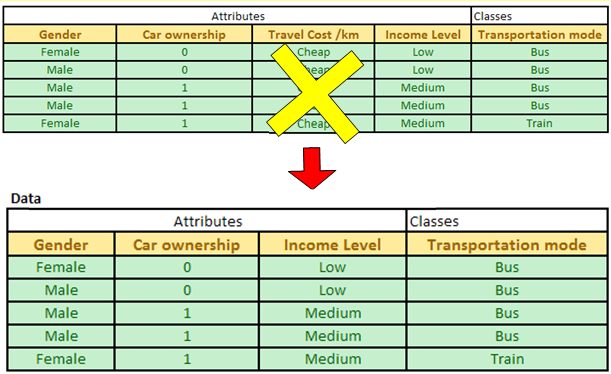 Attributes Classes
Gender Car ownership Travel Cost /km Income Level Transportation mode
Female 0 Cheap Low Bus
Male 0 Low Bus
Male 1 Medium Bus
Male 1 Medium Bus
Female 1 Cheap Medium Train
Data
Attributes Classes
Gender Car ownership Income Level Transportation mode
Female 0 Low Bus
Male 0 Low Bus
Male 1 Medium Bus
Male 1 Medium Bus
Female 1 Medium Train